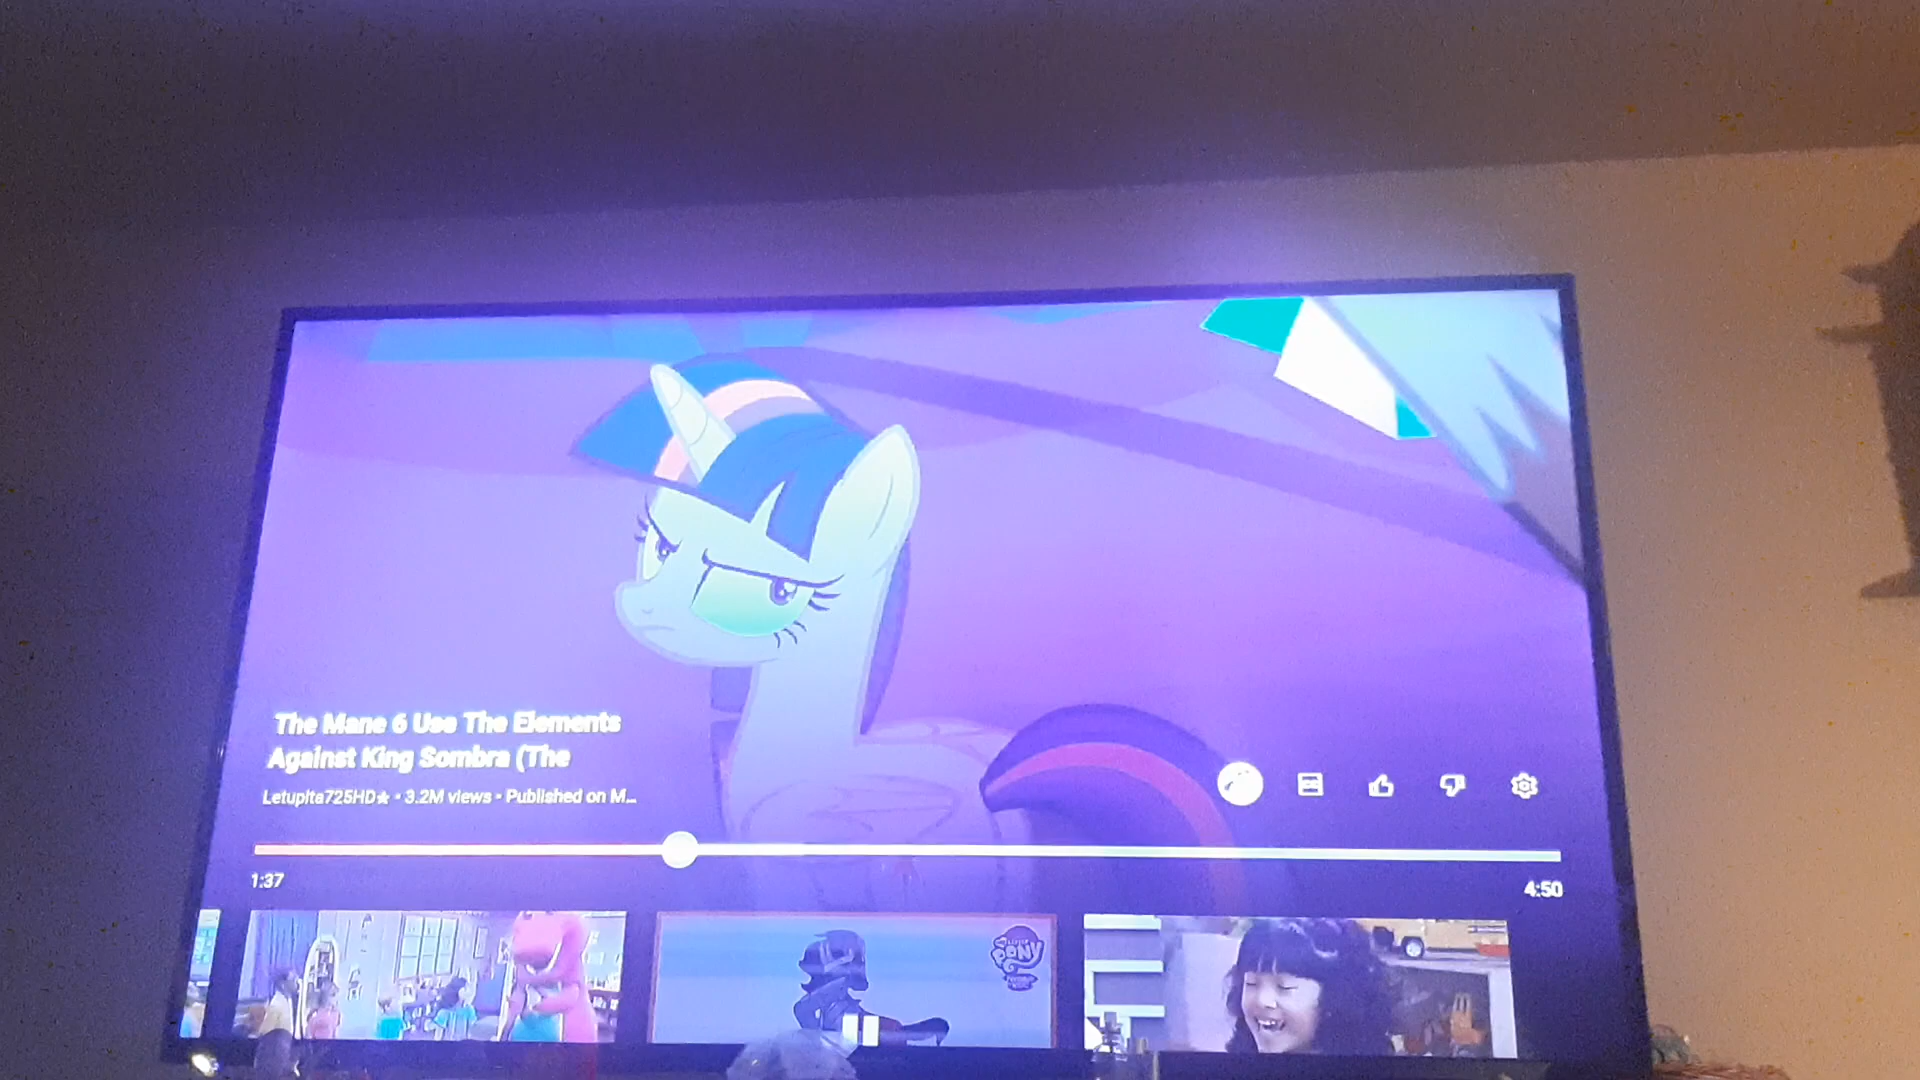 The Mane 6 Use The Elements
Against King Sombra (The
Letupita725HD★ • 3.2M views • Published on M...
1:37
4:50
PONY